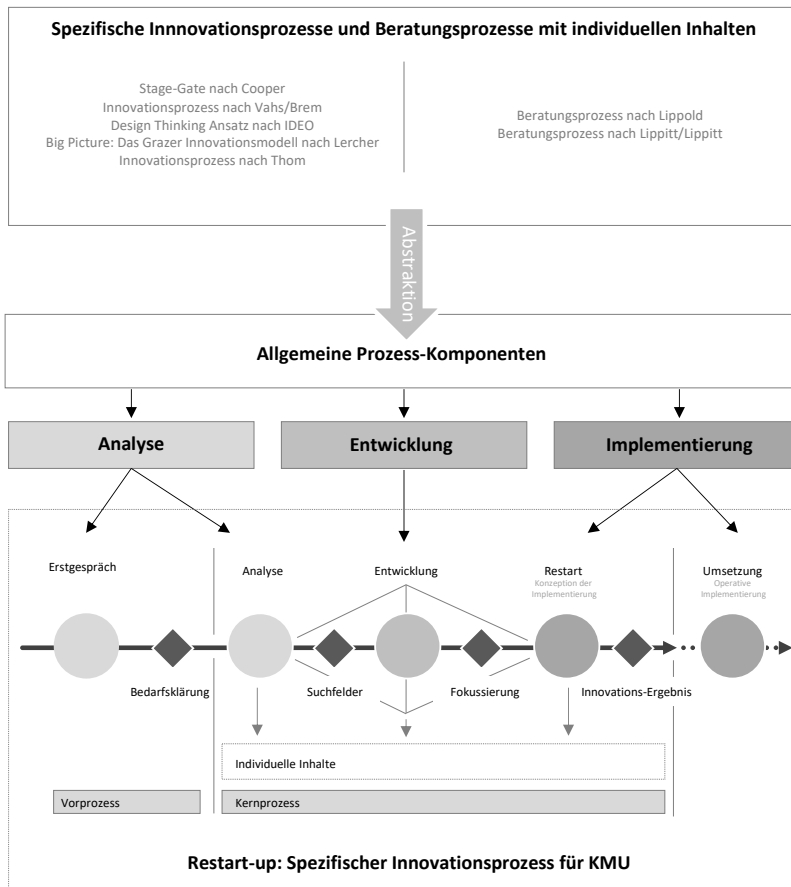 Spezifische Innnovationsprozesse und Beratungsprozesse mit individuellen Inhalten
Stage-Gate nach Cooper
Innovationsprozess nach Vahs/Brem
Design Thinking Ansatz nach IDEO
Big Picture: Das Grazer Innovationsmodell nach Lercher
Innovationsprozess nach Thom
Beratungsprozess nach Lippold
Beratungsprozess nach Lippitt/Lippitt
Abstraktion
Allgemeine Prozess-Komponenten
Analyse
Entwicklung
Implementierung
Erstgespräch
Analyse
Entwicklung
Restart
Konzeption der
Implementierung
Umsetzung
Operative
Implementierung
Bedarfsklärung
Suchfelder
Fokussierung
Innovations-Ergebnis
Individuelle Inhalte
Vorprozess
Kernprozess
Restart-up: Spezifischer Innovationsprozess für KMU